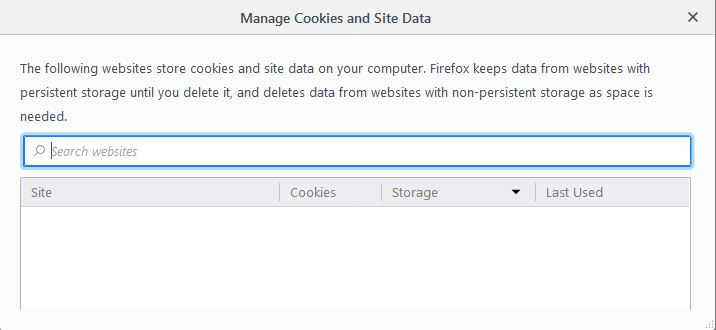 Manage Cookies and Site Data
The following websites store cookies and site data on your computer. Firefox keeps data from websites with
persistent storage until you delete it, and deletes data from websites with non-persistent storage as space is
needed.
Search websites
Site Cookies Storage Last Used